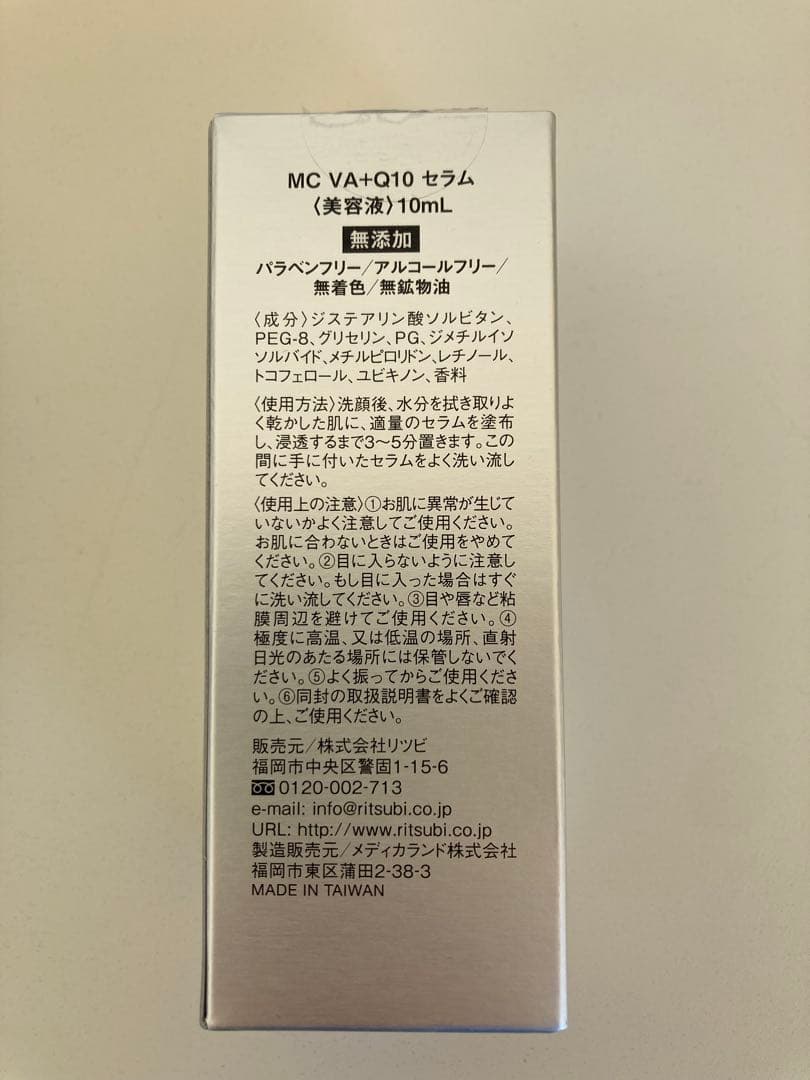 MC VA+Q10 セラム
〈美容液〉10mL
無添加
パラベンフリー/アルコールフリー/
無着色/無鉱物油
〈成分〉ジステアリン酸ソルビタン、
PEG-8、グリセリン、PG、ジメチルイソ
ソルバイド、メチルピロリドン、レチノール、
トコフェロール、ユビキノン、香料
〈使用方法〉洗顔後、水分を拭き取りよ
く乾かした肌に、適量のセラムを塗布
し、浸透するまで3〜5分置きます。この
間に手に付いたセラムをよく洗い流し
てください。
〈使用上の注意〉①お肌に異常が生じて
いないかよく注意してご使用ください。
お肌に合わないときはご使用をやめて
ください。②目に入らないように注意し
てください。もし目に入った場合はすぐ
に洗い流してください。③目や唇など粘
膜周辺を避けてご使用ください。④
極度に高温、又は低温の場所、直射
日光のあたる場所には保管しないでく
ださい。⑤よく振ってからご使用くださ
い。⑥同封の取扱説明書をよくご確認
の上、ご使用ください。
販売元/株式会社リツビ
福岡市中央区警固1-15-6
0120-002-713
e-mail: info@ritsubi.co.jp
URL: http://www.ritsubi.co.jp
製造販売元/メディカランド株式会社
福岡市東区蒲田2-38-3
MADE IN TAIWAN